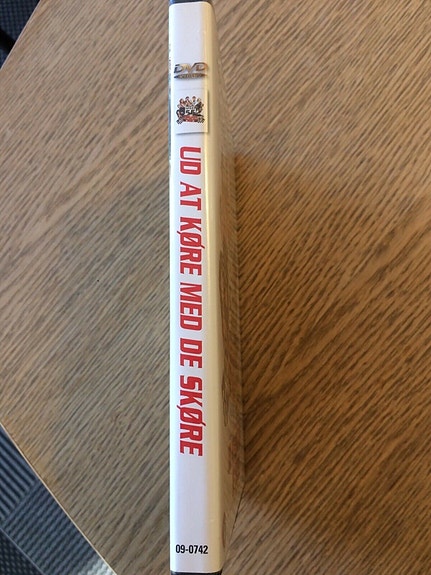 DVD
UD AT KØRE MED DE SKØRE
09-0742